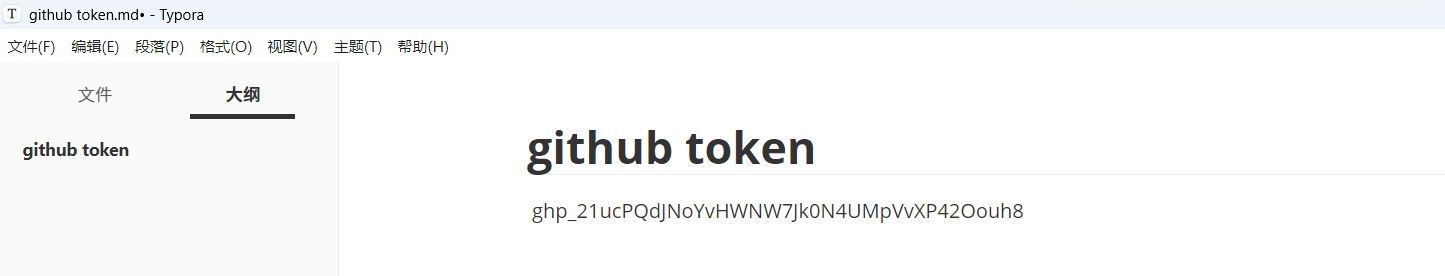 github token.md• - Typora
文件(F) 编辑(E) 段落(P) 格式(O) 视图(V) 主题(T) 帮助(H)
文件 大纲
github token
github token
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